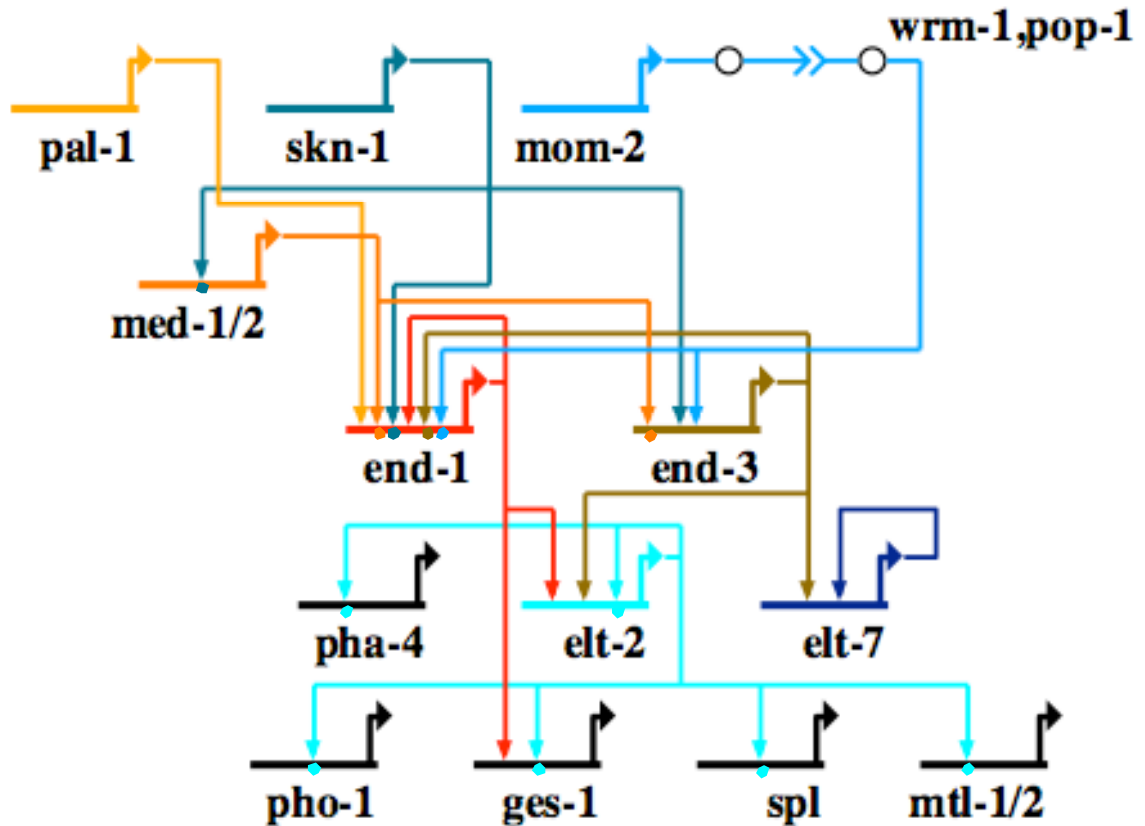 wrm-1,pop-1
pal-1
skn-1
mom-2
med-1/2
end-1
end-3
pha-4
elt-2
elt-7
pho-1
ges-1
spl
mtl-1/2